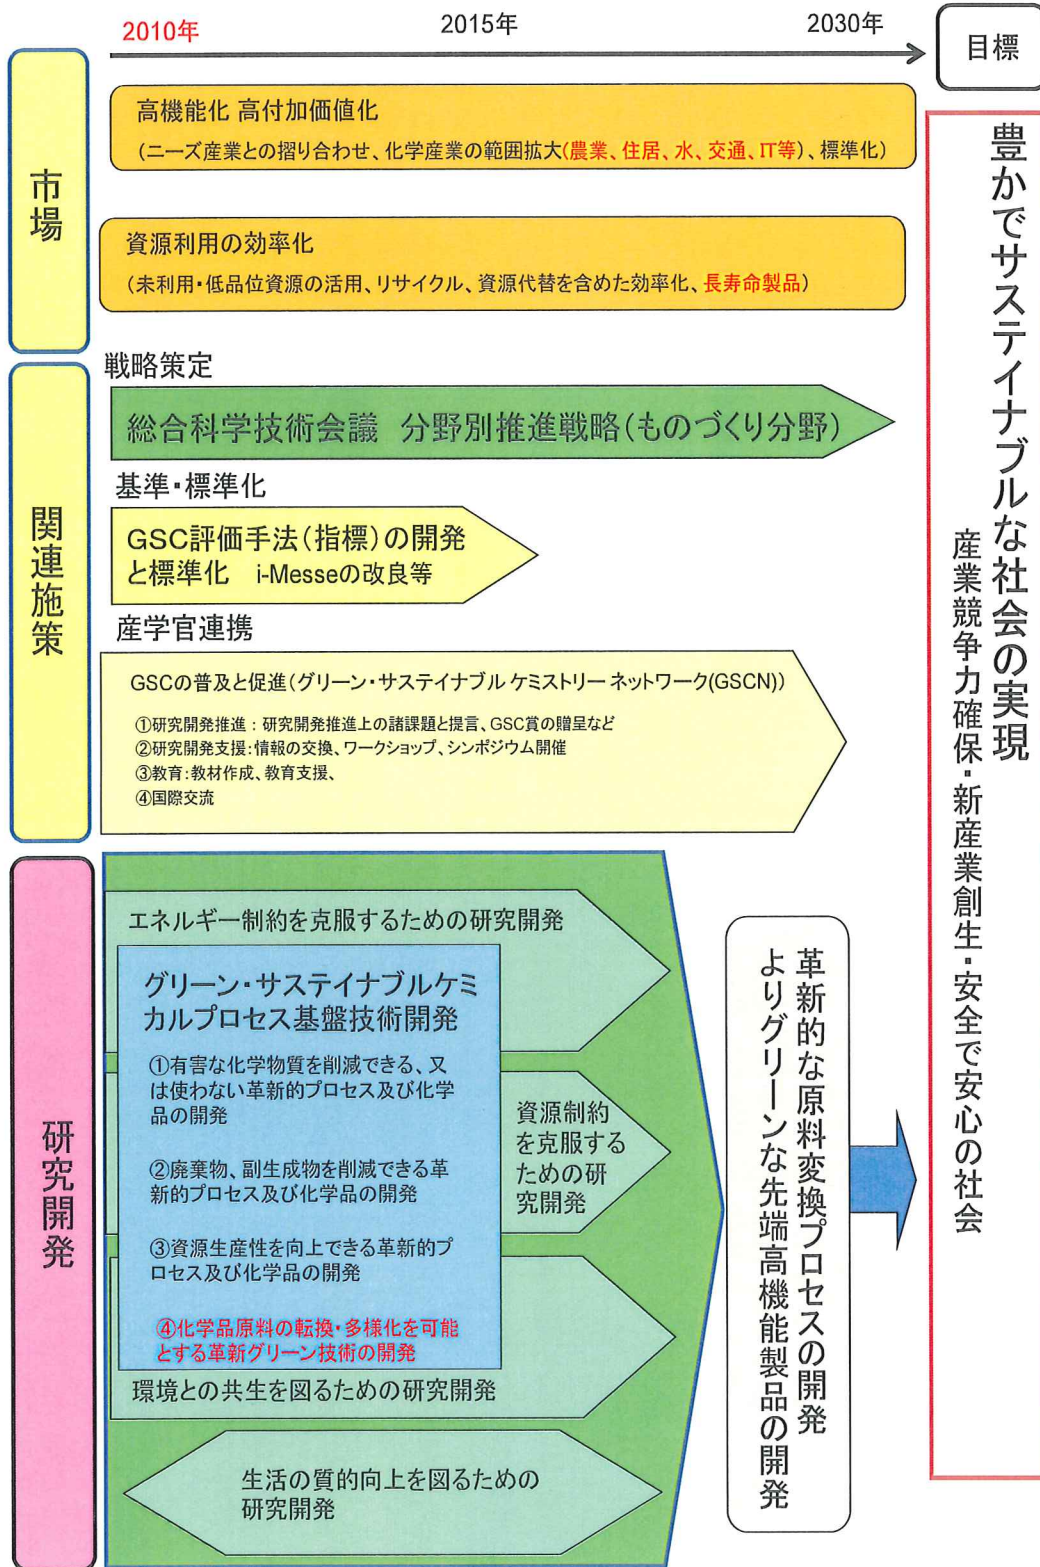 2010年
2015年
2030年
目標
市場
高機能化 高付加価値化
(ニーズ産業との摺り合わせ、化学産業の範囲拡大(農業、住居、水、交通、IT等)、標準化)
資源利用の効率化
(未利用・低品位資源の活用、リサイクル、資源代替を含めた効率化、長寿命製品)
関連施策
戦略策定
総合科学技術会議 分野別推進戦略(ものづくり分野)
基準・標準化
GSC評価手法(指標)の開発
と標準化 i-Messeの改良等
産学官連携
GSCの普及と促進(グリーン・サステイナブル ケミストリー ネットワーク(GSCN))
①研究開発推進:研究開発推進上の諸課題と提言、GSC賞の贈呈など
②研究開発支援:情報の交換、ワークショップ、シンポジウム開催
③教育:教材作成、教育支援、
④国際交流
研究開発
エネルギー制約を克服するための研究開発
グリーン・サステイナブルケミ
カルプロセス基盤技術開発
①有害な化学物質を削減できる、又
は使わない革新的プロセス及び化学
品の開発
②廃棄物、副生成物を削減できる革
新的プロセス及び化学品の開発
③資源生産性を向上できる革新的プ
ロセス及び化学品の開発
④化学品原料の転換・多様化を可能
とする革新グリーン技術の開発
資源制約
を克服する
ための研
究開発
環境との共生を図るための研究開発
生活の質的向上を図るための
研究開発
革新的な原料変換プロセスの開発
よりグリーンな先端高機能製品の開発
豊かでサステイナブルな社会の実現
産業競争力確保・新産業創生・安全で安心の社会